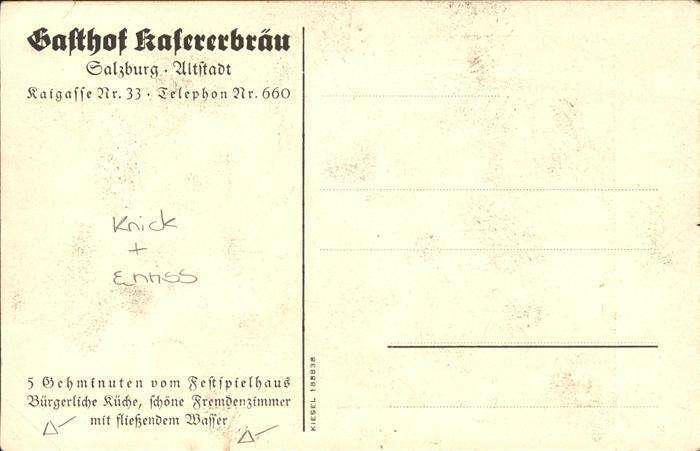 Gasthof Kasererbräu
Salzburg · Altstadt
Kaigasse Nr. 33 · Telephon Nr. 660
Knick
+
Einriss
5 Gehminuten vom Festspielhaus
Bürgerliche Küche, schöne Fremdenzimmer
mit fließendem Wasser
KIESEL 188838